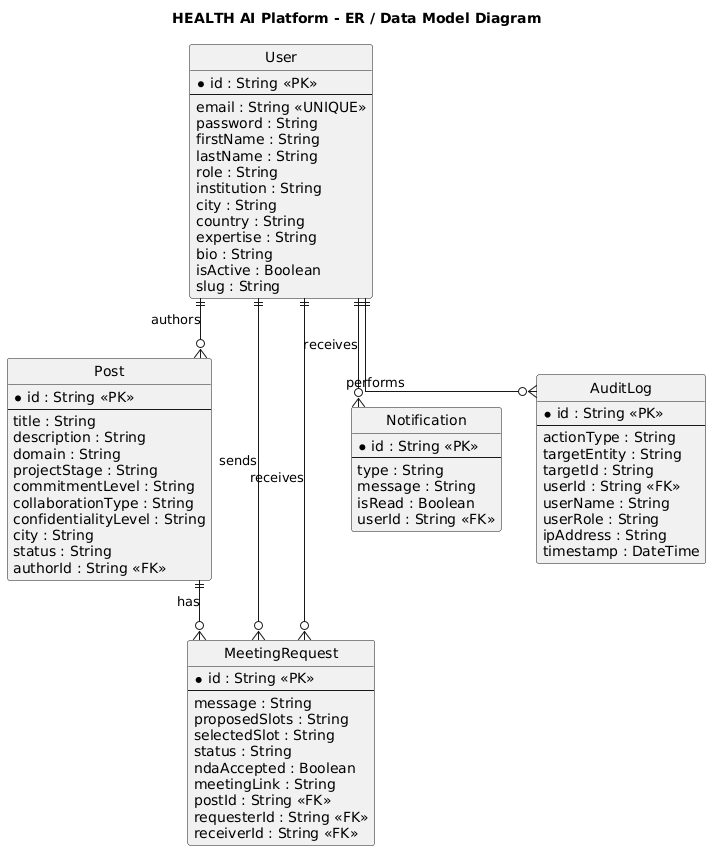 HEALTH AI Platform - ER / Data Model Diagram
User
* id : String «PK»
email : String «UNIQUE»
password : String
firstName : String
lastName : String
role : String
institution : String
city : String
country : String
expertise : String
bio : String
isActive : Boolean
slug : String
authors
receives
performs
Post
* id : String «PK»
title : String
description : String
domain : String
projectStage : String
commitmentLevel : String
collaborationType : String
confidentialityLevel : String
city : String
status : String
authorId : String «FK»
sends
receives
Notification
* id : String «PK»
type : String
message : String
isRead : Boolean
userId : String «FK»
AuditLog
* id : String «PK»
actionType : String
targetEntity : String
targetId : String
userId : String «FK»
userName : String
userRole : String
ipAddress : String
timestamp : DateTime
has
MeetingRequest
* id : String «PK»
message : String
proposedSlots : String
selectedSlot : String
status : String
ndaAccepted : Boolean
meetingLink : String
postId : String «FK»
requesterId : String «FK»
receiverId : String «FK»